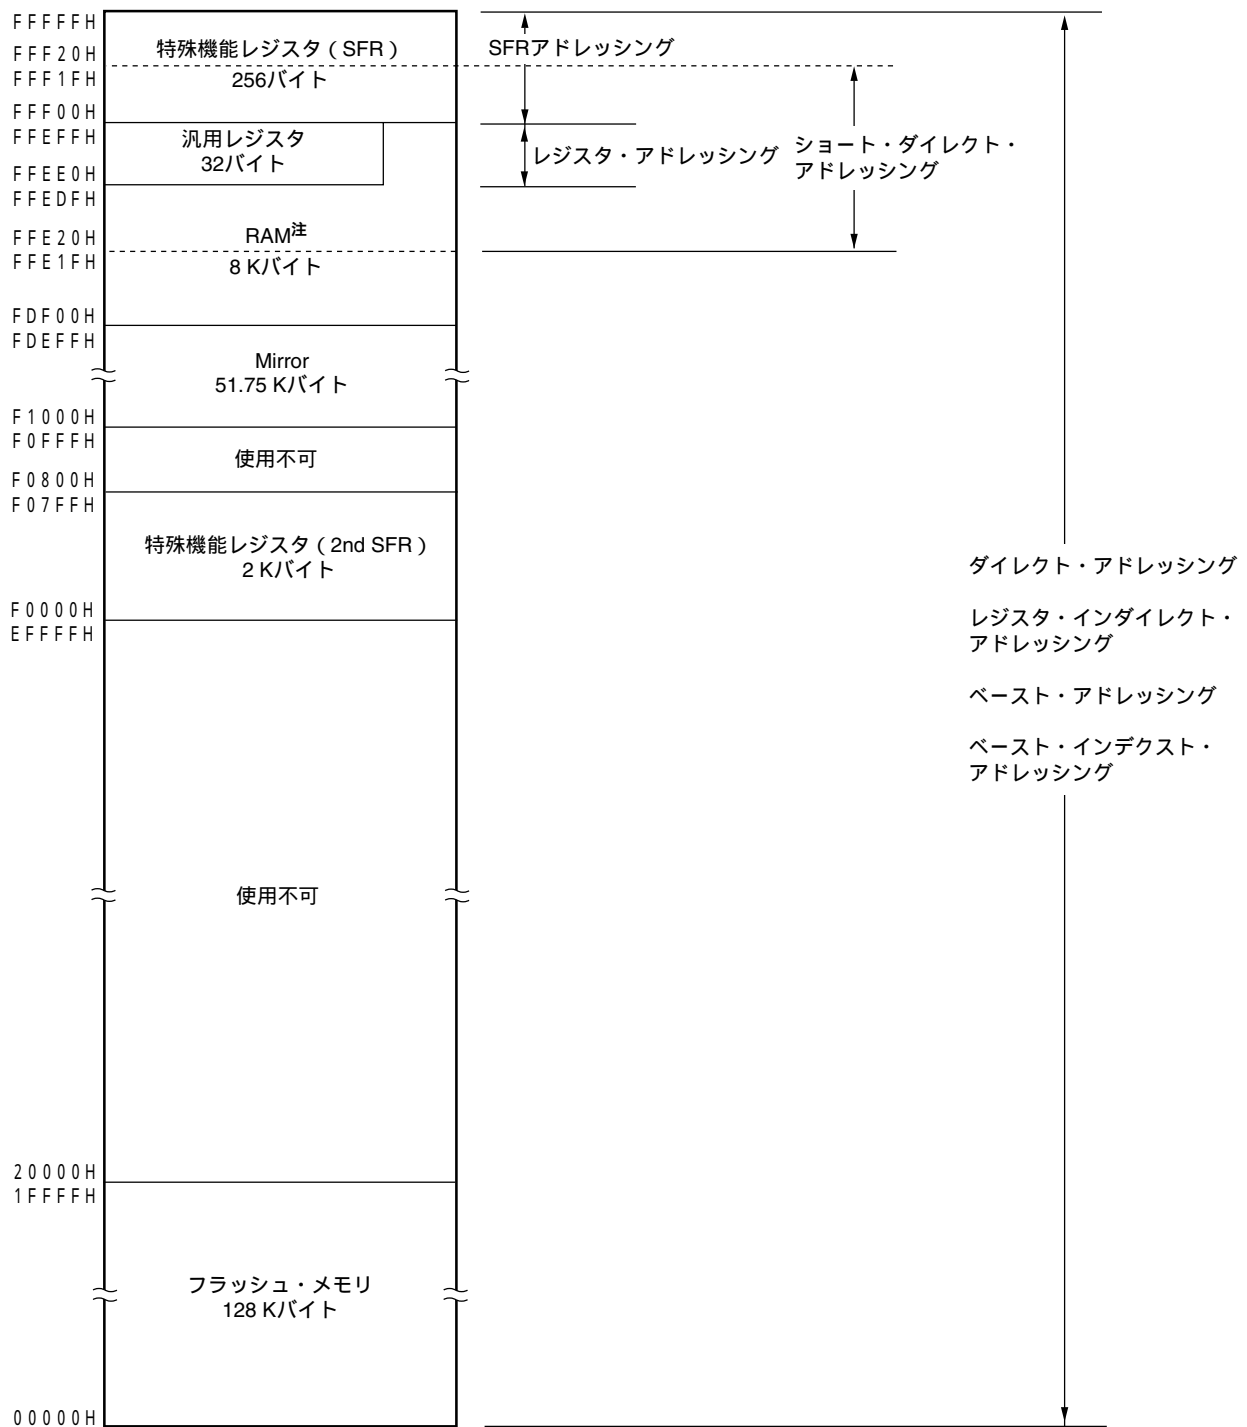 FFFFFH
FFF20H
特殊機能レジスタ（SFR）
SFRアドレッシング
FFF1FH
256バイト
FFF00H
FFEFFH
汎用レジスタ
32バイト
レジスタ・アドレッシング
ショート・ダイレクト・
アドレッシング
FFEE0H
FFEDFH
FFE20H
RAM注
FFE1FH
8 Kバイト
FDF00H
FDEFFH
Mirror
51.75 Kバイト
F1000H
F0FFFH
使用不可
F0800H
F07FFH
特殊機能レジスタ（2nd SFR）
2 Kバイト
ダイレクト・アドレッシング
F0000H
EFFFFH
レジスタ・インダイレクト・
アドレッシング
ベースト・アドレッシング
ベースト・インデクスト・
アドレッシング
使用不可
20000H
1FFFFH
フラッシュ・メモリ
128 Kバイト
00000H